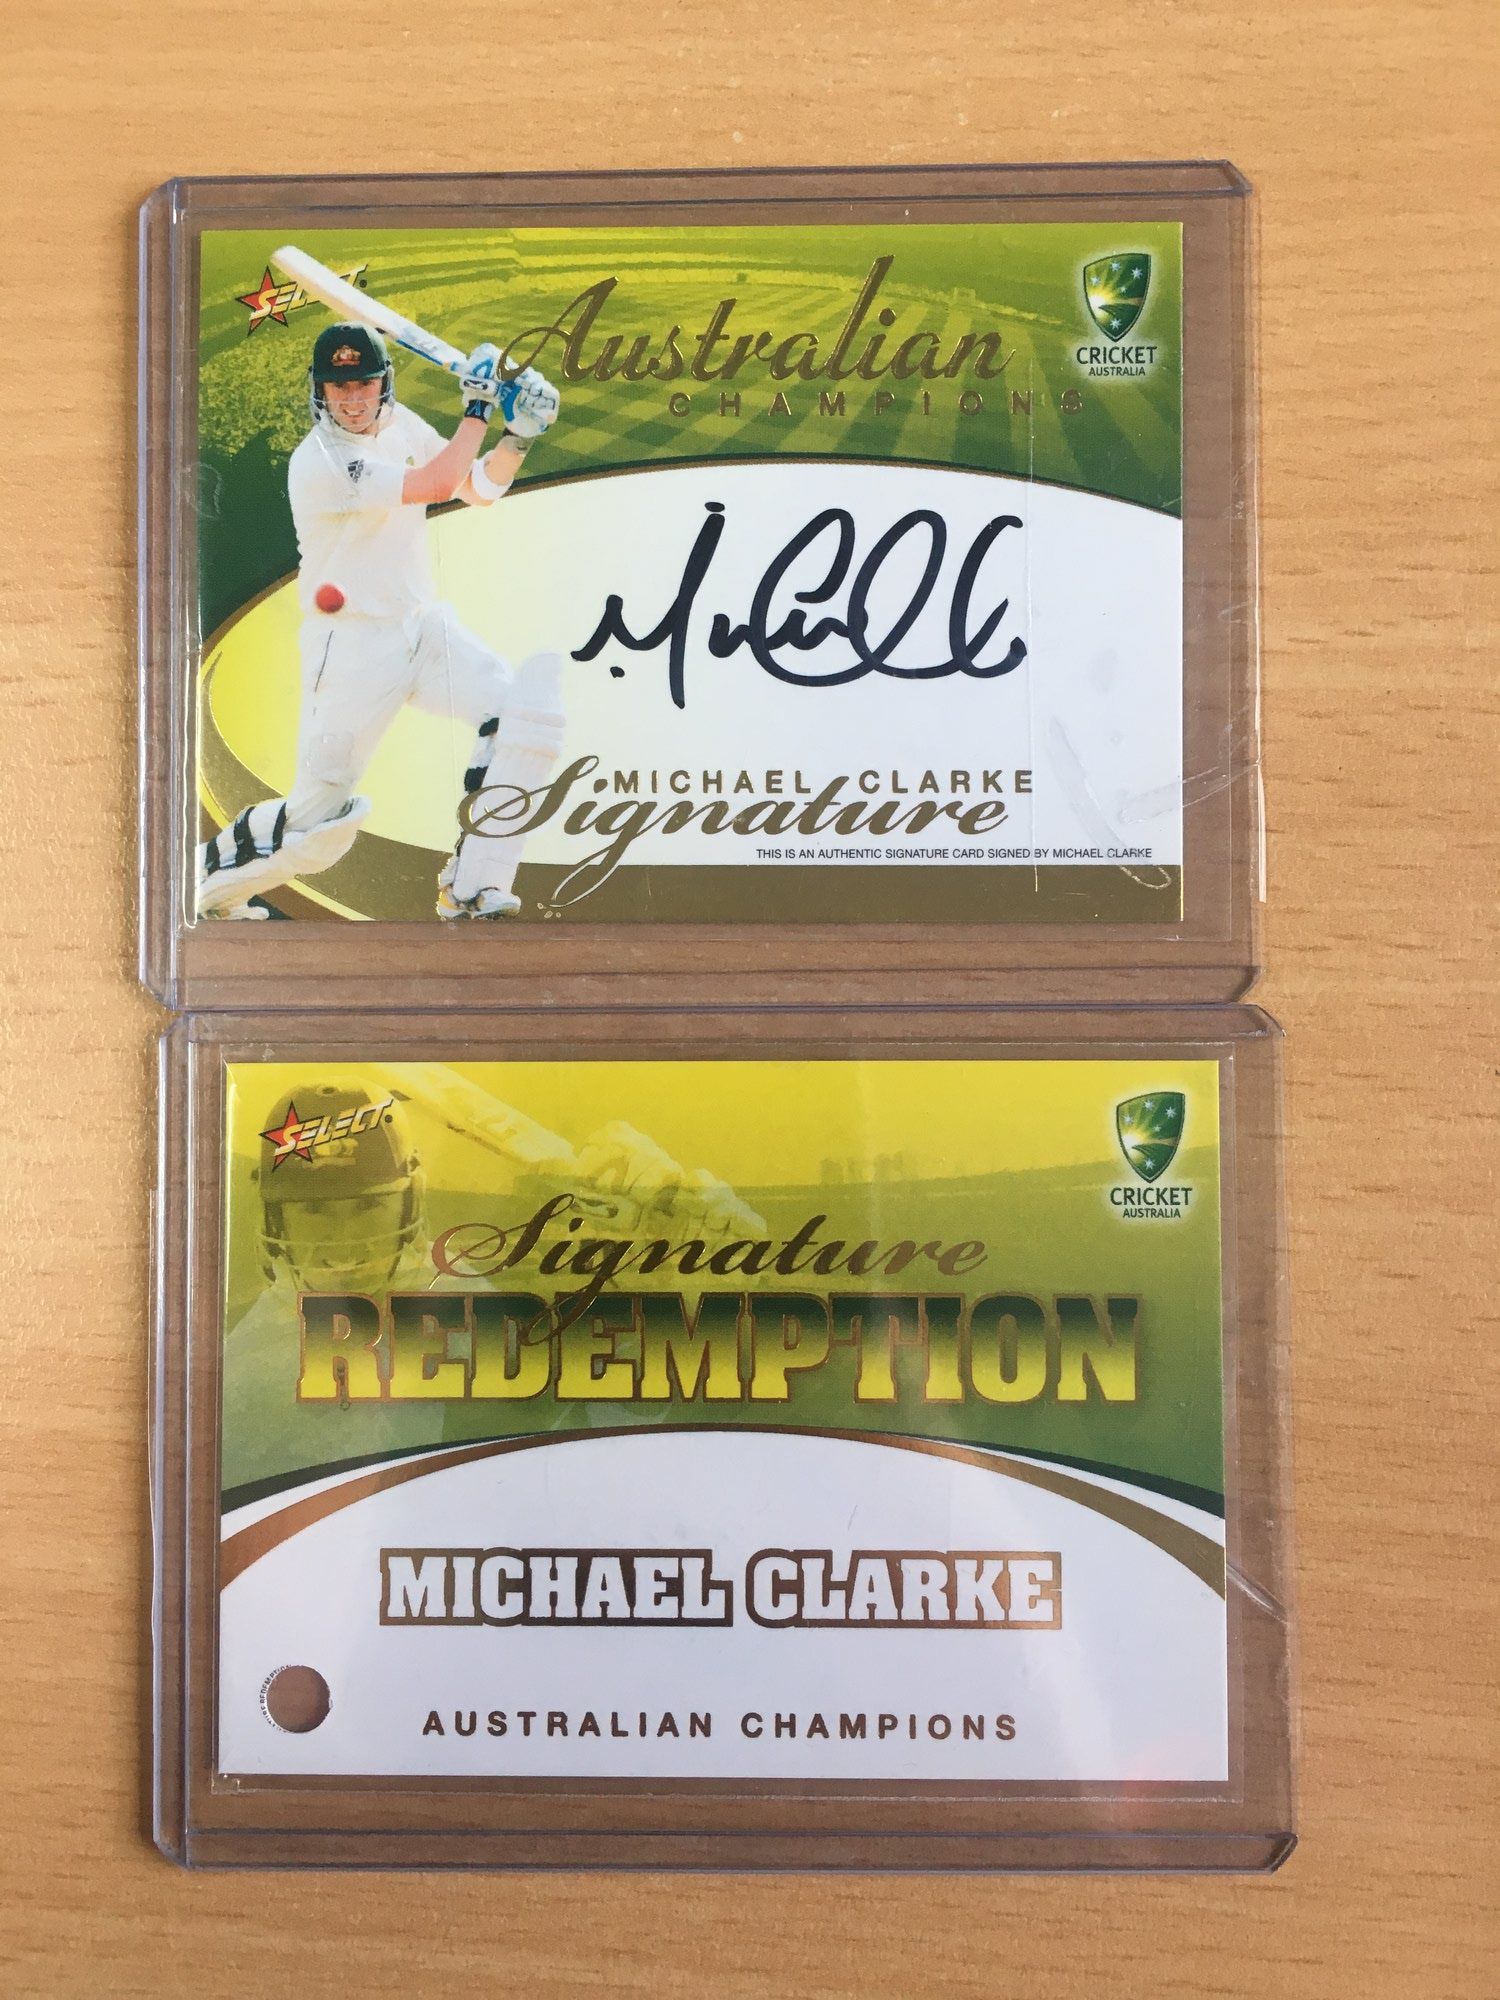 SELECT
Australian
CHAMPIONS
CRICKET
AUSTRALIA
MICHAEL CLARKE
Signature
THIS IS AN AUTHENTIC SIGNATURE CARD SIGNED BY MICHAEL CLARKE
SELECT
CRICKET
AUSTRALIA
Signature
REDEMPTION
MICHAEL CLARKE
AUSTRALIAN CHAMPIONS